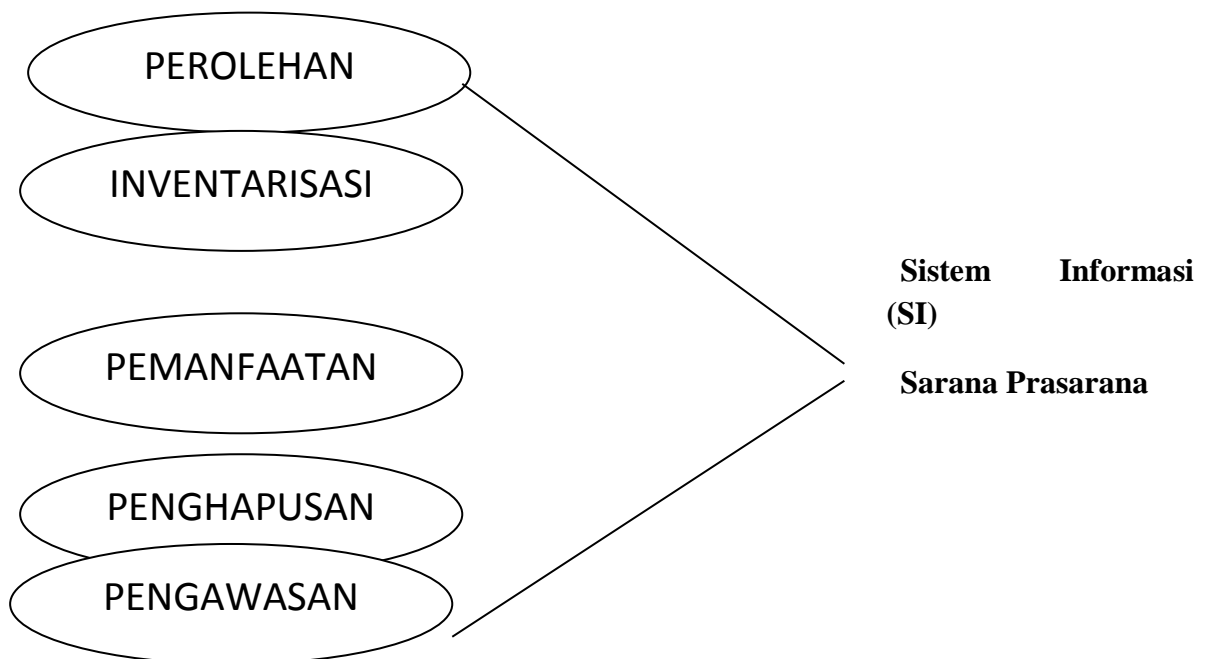 PEROLEHAN
INVENTARISASI
PEMANFAATAN
PENGHAPUSAN
PENGAWASAN
Sistem Informasi
(SI)
Sarana Prasarana